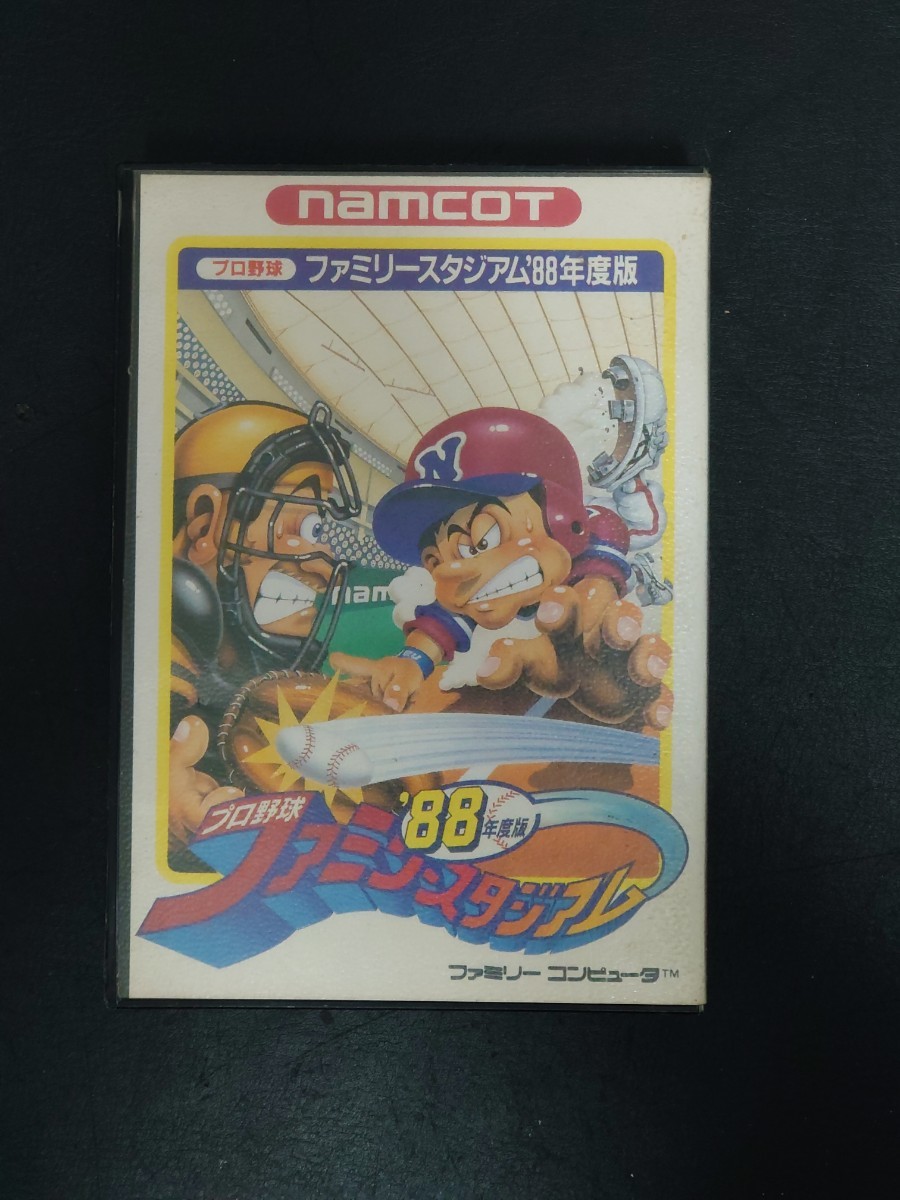 namcot
プロ野球 ファミリースタジアム'88年度版
N
nam
プロ野球 '88年度版
ファミリースタジアム
ファミリー コンピュータ™